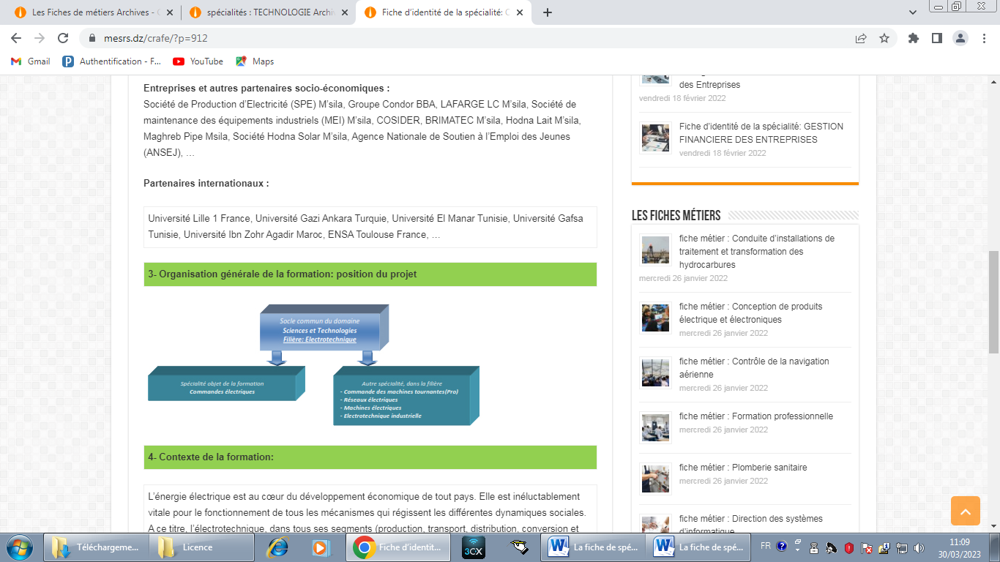 Les Fiches de métiers Archives - C
spécialités : TECHNOLOGIE Archiv
Fiche d'identité de la spécialité: C
mesrs.dz/crafe/?p=912
Gmail
Authentification - F...
YouTube
Maps
Entreprises et autres partenaires socio-économiques :
Société de Production d'Electricité (SPE) M'sila, Groupe Condor BBA, LAFARGE LC M'sila, Société de
maintenance des équipements industriels (MEI) M'sila, COSIDER, BRIMATEC M'sila, Hodna Lait M'sila,
Maghreb Pipe Msila, Société Hodna Solar M'sila, Agence Nationale de Soutien à l'Emploi des Jeunes
(ANSEJ), …
Partenaires internationaux :
Université Lille 1 France, Université Gazi Ankara Turquie, Université El Manar Tunisie, Université Gafsa
Tunisie, Université Ibn Zohr Agadir Maroc, ENSA Toulouse France, …
3- Organisation générale de la formation: position du projet
Socle commun du domaine
Sciences et Technologies
Filière: Electrotechnique
Spécialité objet de la formation
Commandes électriques
Autre spécialité, dans la filière
- Commande des machines tournantes(Pro)
- Réseaux électriques
- Machines électriques
- Electrotechnique industrielle
4- Contexte de la formation:
L'énergie électrique est au cœur du développement économique de tout pays. Elle est inéluctablement
vitale pour le fonctionnement de tous les mécanismes qui régissent les différentes dynamiques sociales.
A ce titre, l'électrotechnique, dans tous ses segments (production, transport, distribution, conversion et
des Entreprises
vendredi 18 février 2022
Fiche d'identité de la spécialité: GESTION
FINANCIERE DES ENTREPRISES
vendredi 18 février 2022
LES FICHES MÉTIERS
fiche métier : Conduite d'installations de
traitement et transformation des
hydrocarbures
mercredi 26 janvier 2022
fiche métier : Conception de produits
électrique et électroniques
mercredi 26 janvier 2022
fiche métier : Contrôle de la navigation
aérienne
mercredi 26 janvier 2022
fiche métier : Formation professionnelle
mercredi 26 janvier 2022
fiche métier : Plomberie sanitaire
mercredi 26 janvier 2022
fiche métier : Direction des systèmes
d'informatique
Téléchargeme...
Licence
Fiche d'identit...
3CX
La fiche de spé...
La fiche de spé...
FR
11:09
30/03/2023